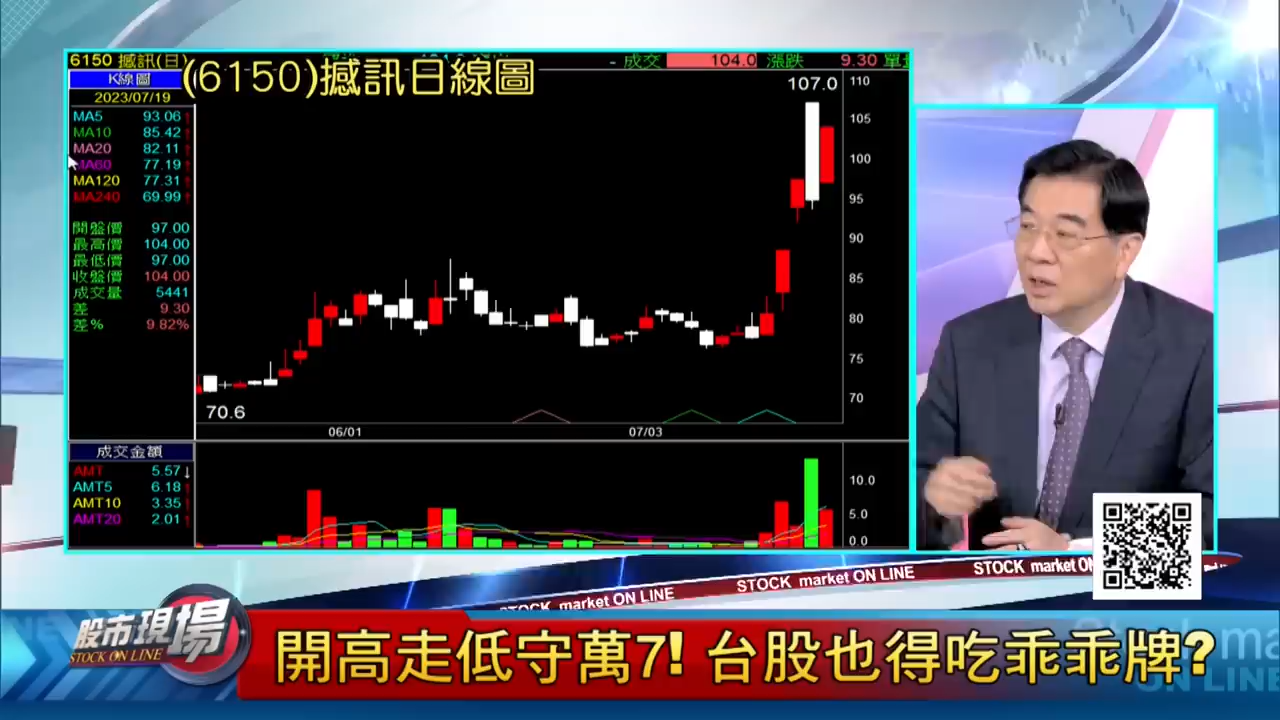 6150 撼訊(日)
(6150)撼訊日線圖
成交 104.0 漲跌 9.30 單量
K線圖
2023/07/19
MA5 93.06
MA10 85.42
MA20 82.11
MA60 77.19
MA120 77.31
MA240 69.99
開盤價 97.00
最高價 104.00
最低價 97.00
收盤價 104.00
成交量 5441
差 9.30
差% 9.82%
107.0
70.6
110
105
100
95
90
85
80
75
70
06/01 07/03
成交金額
AMT 5.57↓
AMT5 6.18
AMT10 3.35
AMT20 2.01
10.0
5.0
0.0
STOCK market ON LINE
STOCK market ON LINE
STOCK market ON
股市現場
STOCK ON LINE
開高走低守萬7! 台股也得吃乖乖牌?
ON LINE